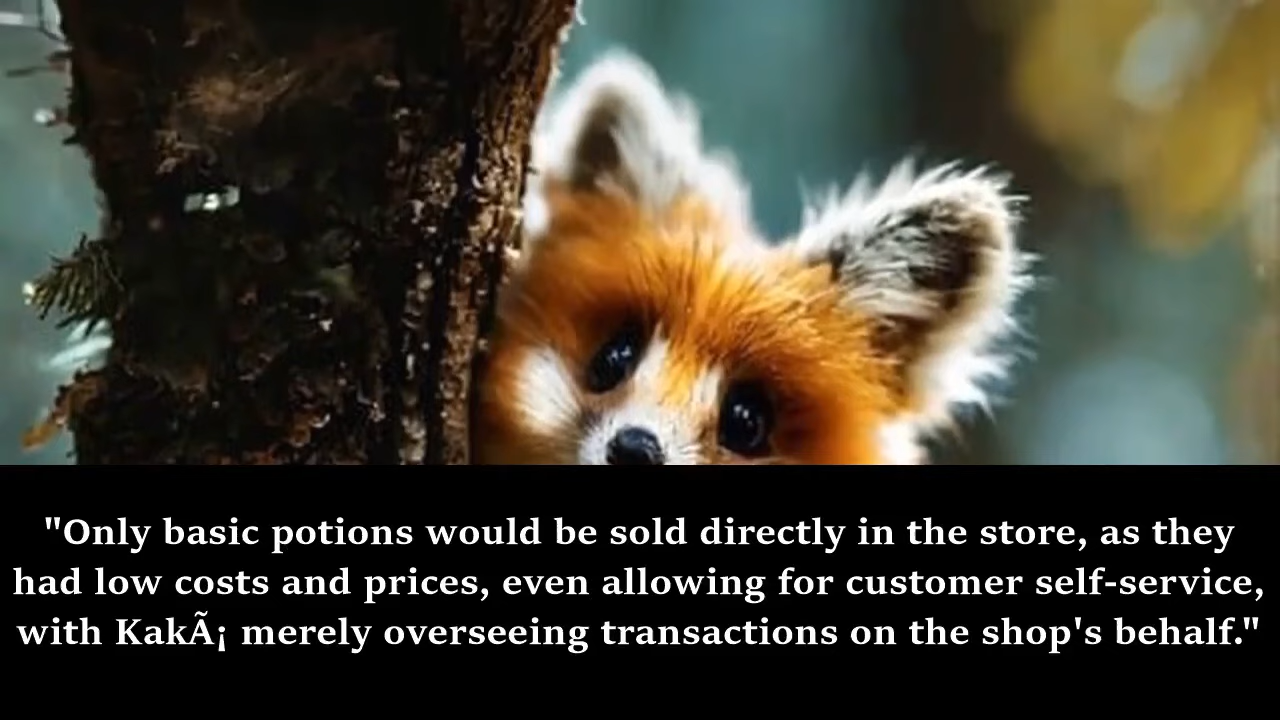 "Only basic potions would be sold directly in the store, as they
had low costs and prices, even allowing for customer self-service,
with KakÃ¡ merely overseeing transactions on the shop's behalf."